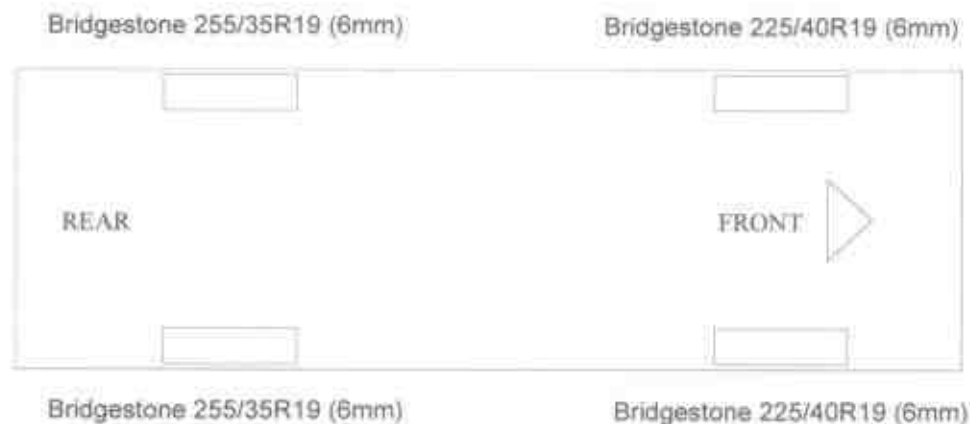 Bridgestone 255/35R19 (6mm)
Bridgestone 225/40R19 (6mm)
REAR
FRONT
Bridgestone 255/35R19 (6mm)
Bridgestone 225/40R19 (6mm)